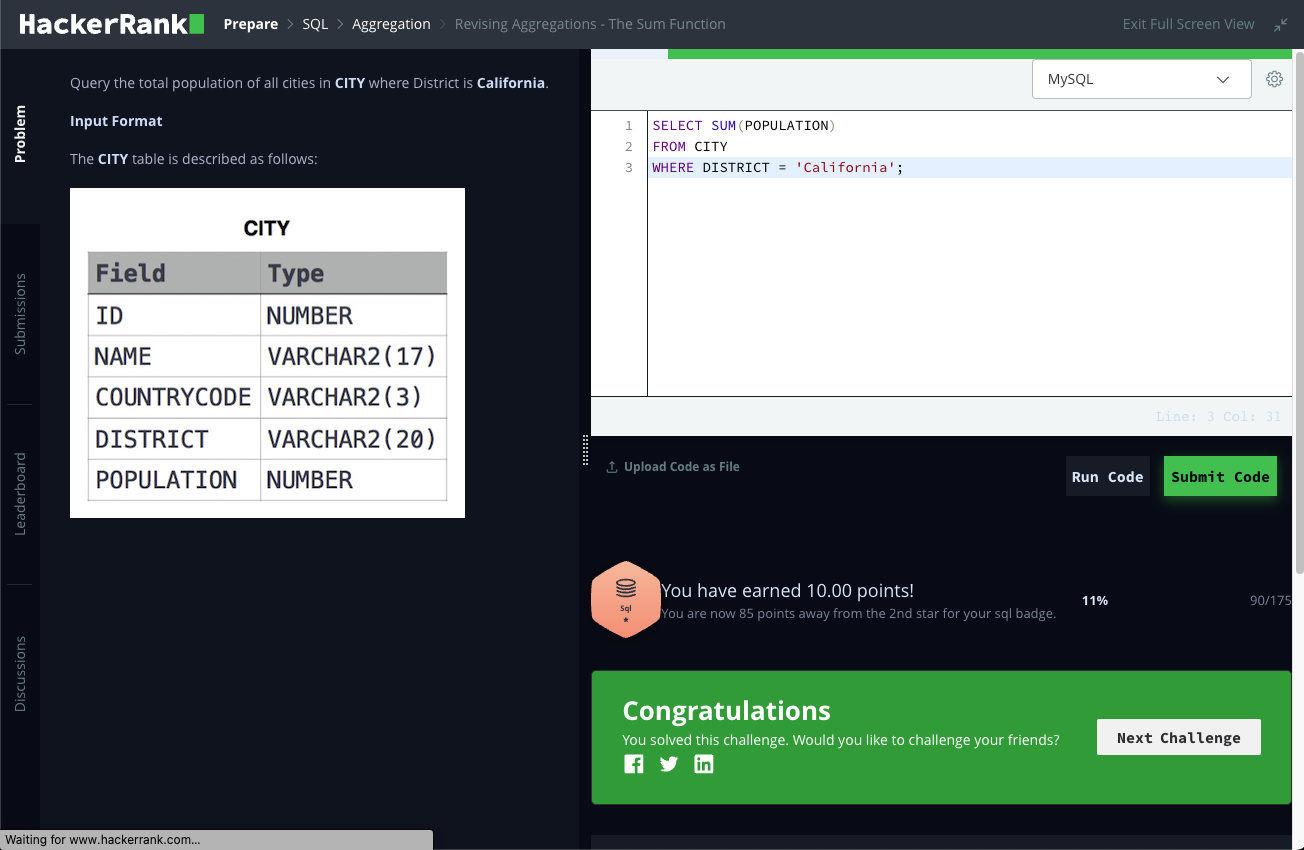 HackerRank
Prepare > SQL > Aggregation > Revising Aggregations - The Sum Function
Exit Full Screen View
Problem
Submissions
Leaderboard
Discussions
Query the total population of all cities in CITY where District is California.
Input Format
The CITY table is described as follows:
CITY
Field Type
ID NUMBER
NAME VARCHAR2(17)
COUNTRYCODE VARCHAR2(3)
DISTRICT VARCHAR2(20)
POPULATION NUMBER
MySQL
1 SELECT SUM(POPULATION)
2 FROM CITY
3 WHERE DISTRICT = 'California';
Line: 3 Col: 31
Upload Code as File
Run Code
Submit Code
Sql
You have earned 10.00 points!
You are now 85 points away from the 2nd star for your sql badge.
11%
90/175
Congratulations
You solved this challenge. Would you like to challenge your friends?
Next Challenge
Waiting for www.hackerrank.com...